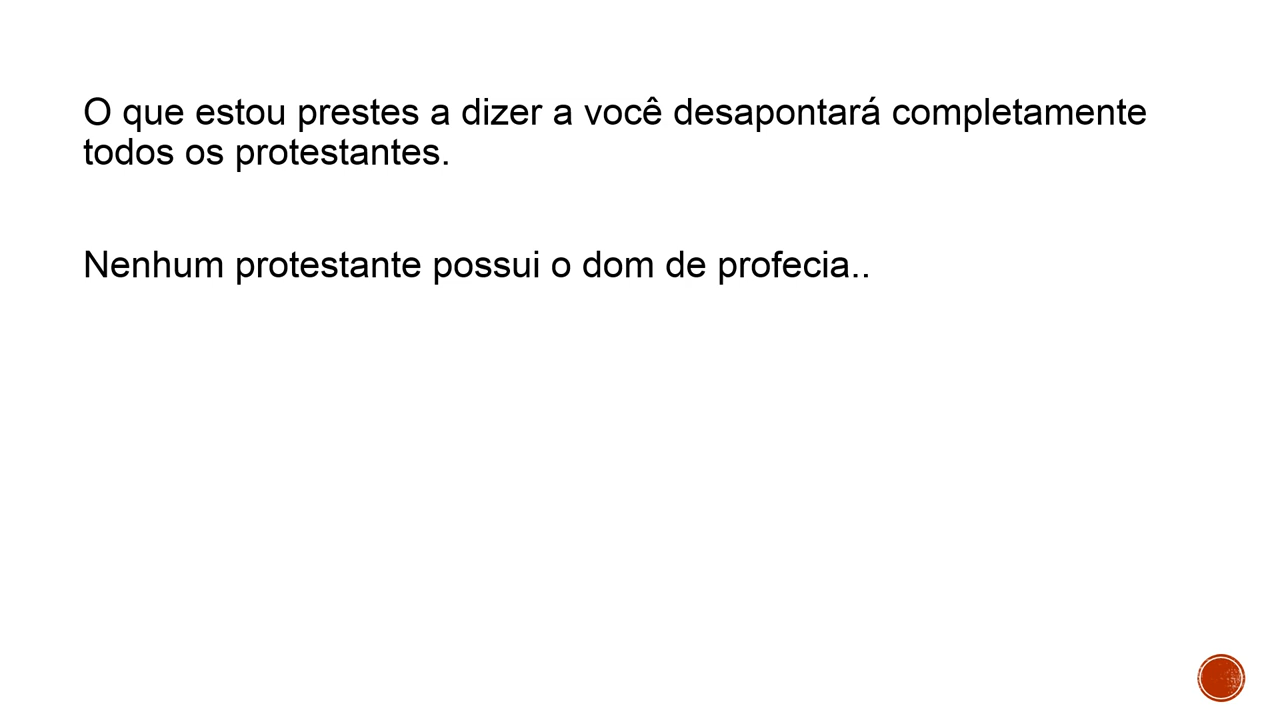 O que estou prestes a dizer a você desapontará completamente
todos os protestantes.
Nenhum protestante possui o dom de profecia..